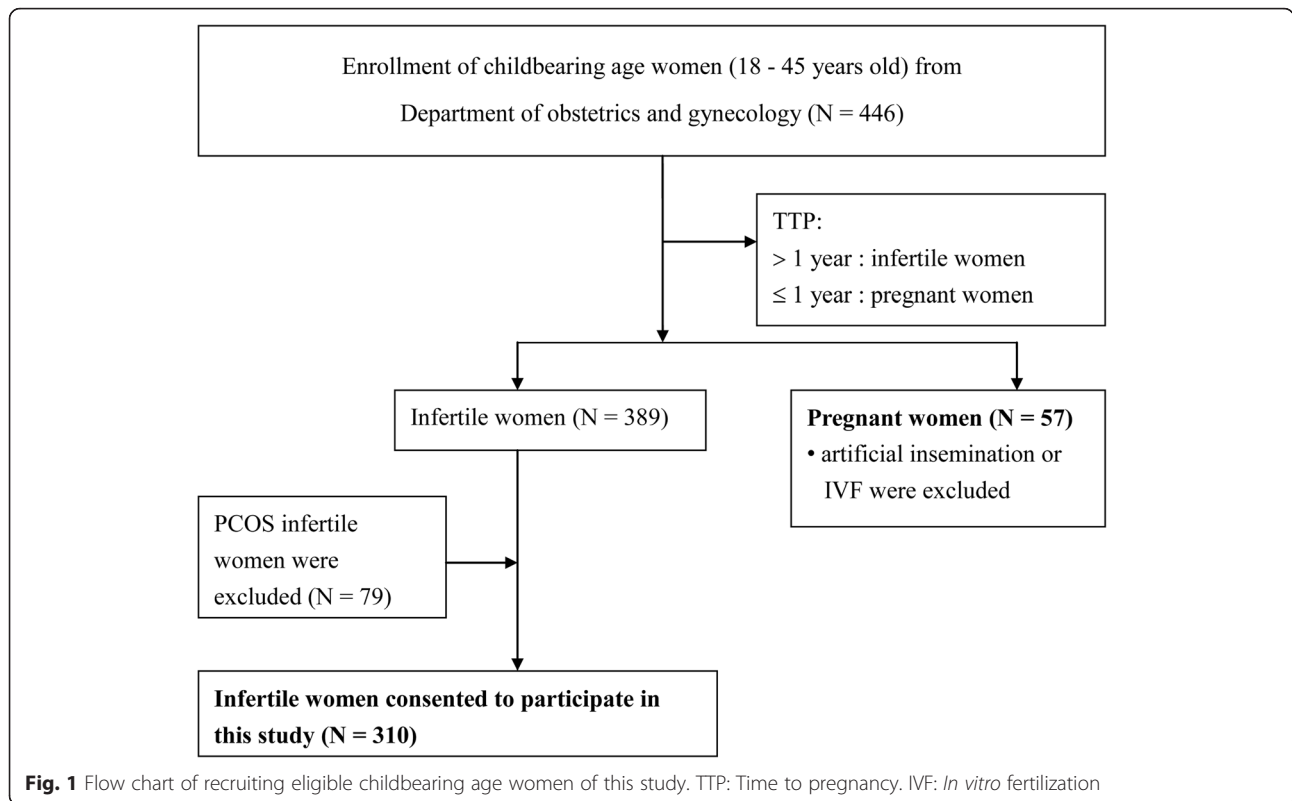 Enrollment of childbearing age women (18 - 45 years old) from
Department of obstetrics and gynecology (N = 446)
TTP:
> 1 year : infertile women
≤ 1 year : pregnant women
Infertile women (N = 389)
Pregnant women (N = 57)
• artificial insemination or
IVF were excluded
PCOS infertile
women were
excluded (N = 79)
Infertile women consented to participate in
this study (N = 310)
Fig. 1 Flow chart of recruiting eligible childbearing age women of this study. TTP: Time to pregnancy. IVF: In vitro fertilization